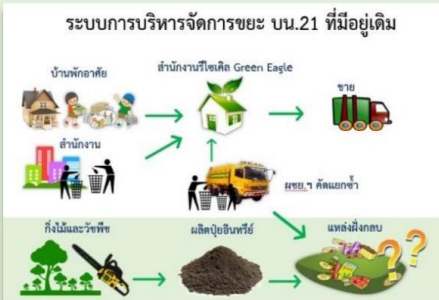 ระบบการบริหารจัดการขยะ บน.21 ที่มีอยู่เดิม
บ้านพักอาศัย
สำนักงานรีไซเคิล Green Eagle
ขาย
สำนักงาน
ผชย.ฯ คัดแยกซ้ำ
กิ่งไม้และวัชพืช
ผลิตปุ๋ยอินทรีย์
แหล่งฝังกลบ